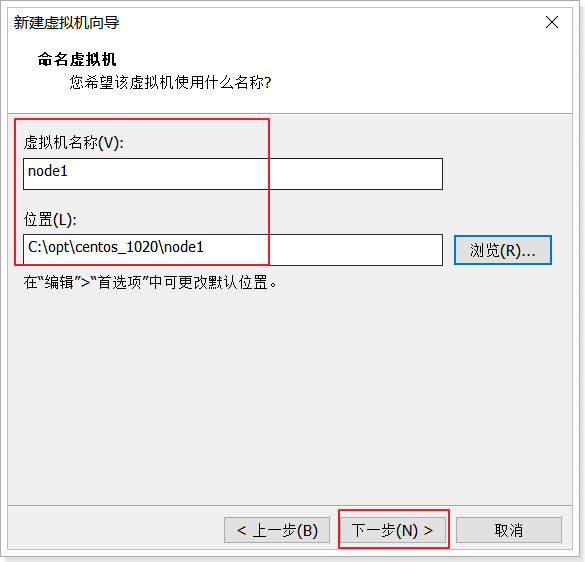 新建虚拟机向导
命名虚拟机
您希望该虚拟机使用什么名称?
虚拟机名称(V):
node1
位置(L):
C:\opt\centos_1020\node1
浏览(R)...
在“编辑”>“首选项”中可更改默认位置。
< 上一步(B)
下一步(N) >
取消